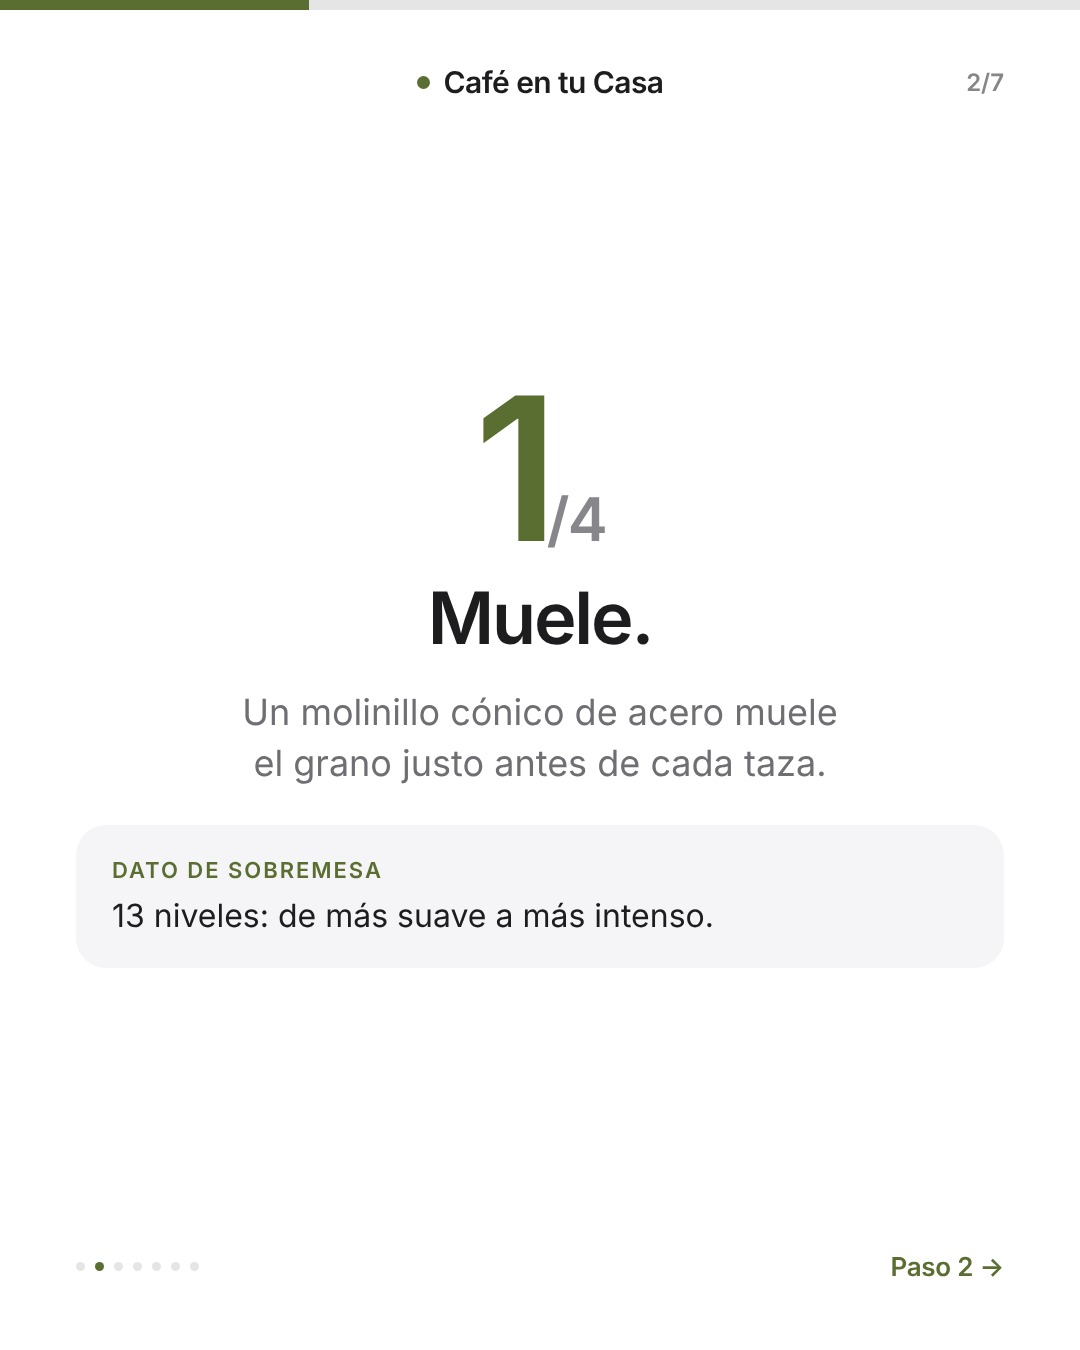 Café en tu Casa
2/7
1/4
Muele.
Un molinillo cónico de acero muele
el grano justo antes de cada taza.
DATO DE SOBREMESA
13 niveles: de más suave a más intenso.
Paso 2 →